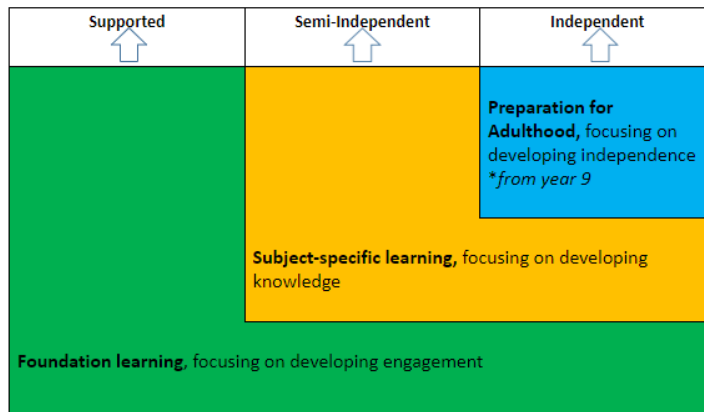 Supported
Semi-Independent
Independent
Preparation for
Adulthood, focusing on
developing independence
*from year 9
Subject-specific learning, focusing on developing
knowledge
Foundation learning, focusing on developing engagement